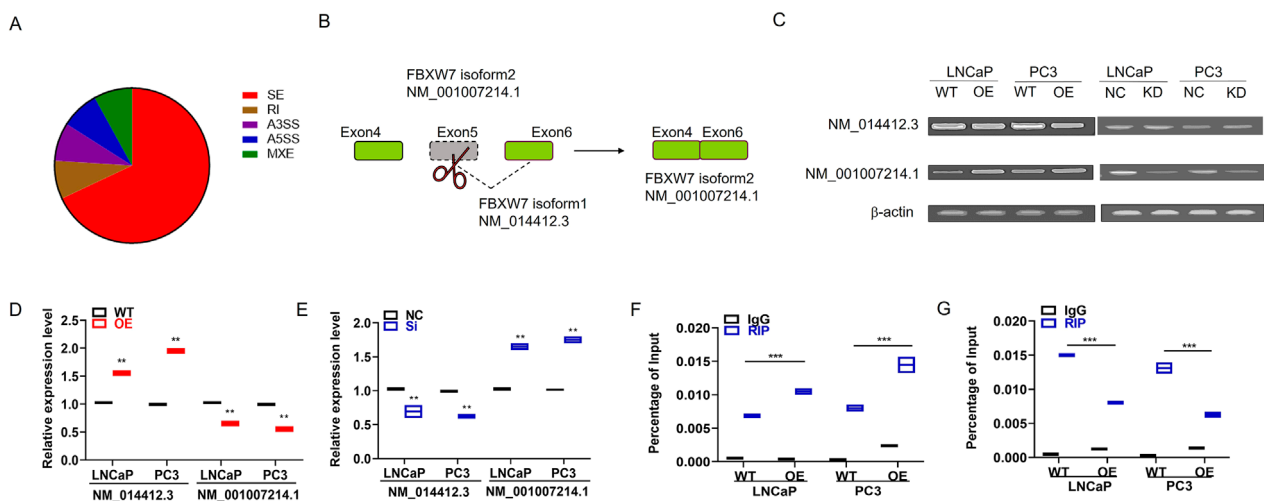 A
SE
RI
A3SS
A5SS
MXE
B
FBXW7 isoform2
NM_001007214.1
Exon4
Exon5
Exon6
FBXW7 isoform1
NM_014412.3
Exon4
Exon6
FBXW7 isoform2
NM_001007214.1
C
LNCaP PC3 LNCaP PC3
WT OE WT OE NC KD NC KD
NM_014412.3
NM_001007214.1
β-actin
D
Relative expression level
WT
OE
2.5
2.0
1.5
1.0
0.5
0.0
** ** ** **
LNCaP PC3 LNCaP PC3
NM_014412.3 NM_001007214.1
E
Relative expression level
NC
Si
2.0
1.5
1.0
0.5
0.0
** ** ** **
LNCaP PC3 LNCaP PC3
NM_014412.3 NM_001007214.1
F
Percentage of Input
IgG
RIP
0.020
0.015
0.010
0.005
0.000
*** ***
WT OE WT OE
LNCaP PC3
G
Percentage of Input
IgG
RIP
0.020
0.015
0.010
0.005
0.000
*** ***
WT OE WT OE
LNCaP PC3